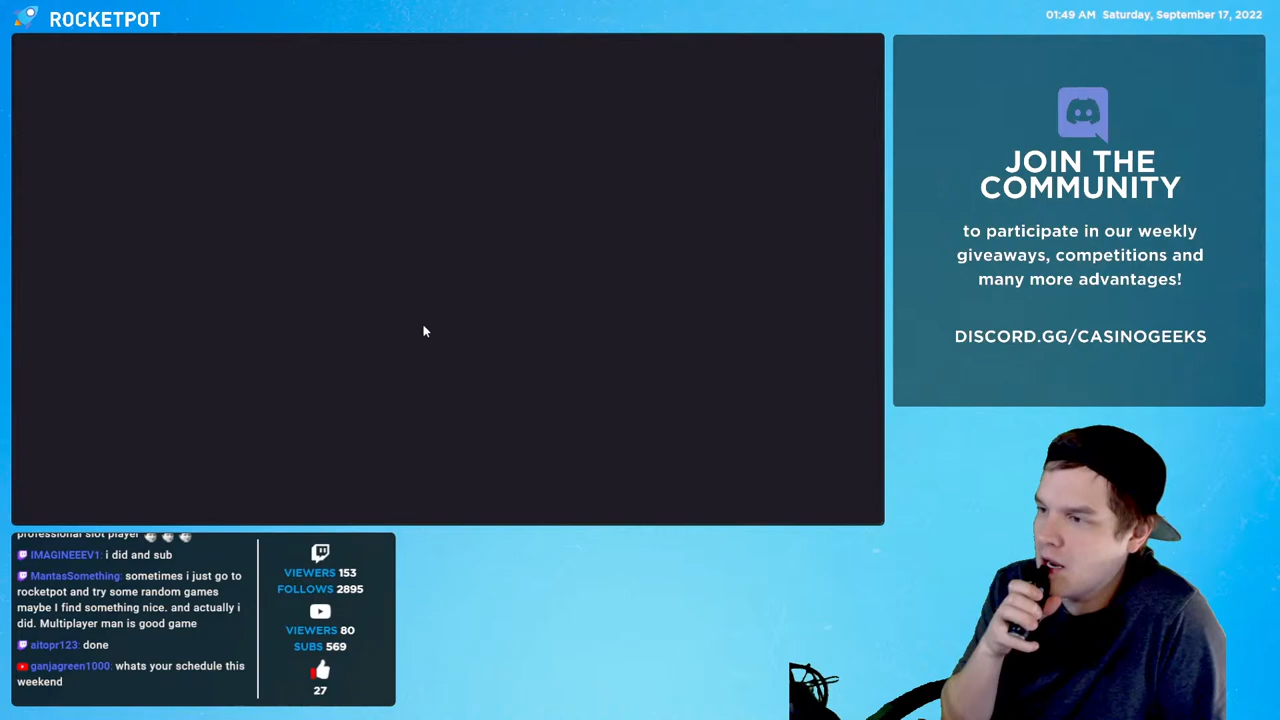 ROCKETPOT
01:49 AM Saturday, September 17, 2022
JOIN THE
COMMUNITY
to participate in our weekly
giveaways, competitions and
many more advantages!
DISCORD.GG/CASINOGEEKS
professional slot player
IMAGINEEEV1: i did and sub
MantasSomething: sometimes i just go to
rocketpot and try some random games
maybe I find something nice. and actually i
did. Multiplayer man is good game
aitopr123: done
ganjagreen1000: whats your schedule this
weekend
VIEWERS 153
FOLLOWS 2895
VIEWERS 80
SUBS 569
27